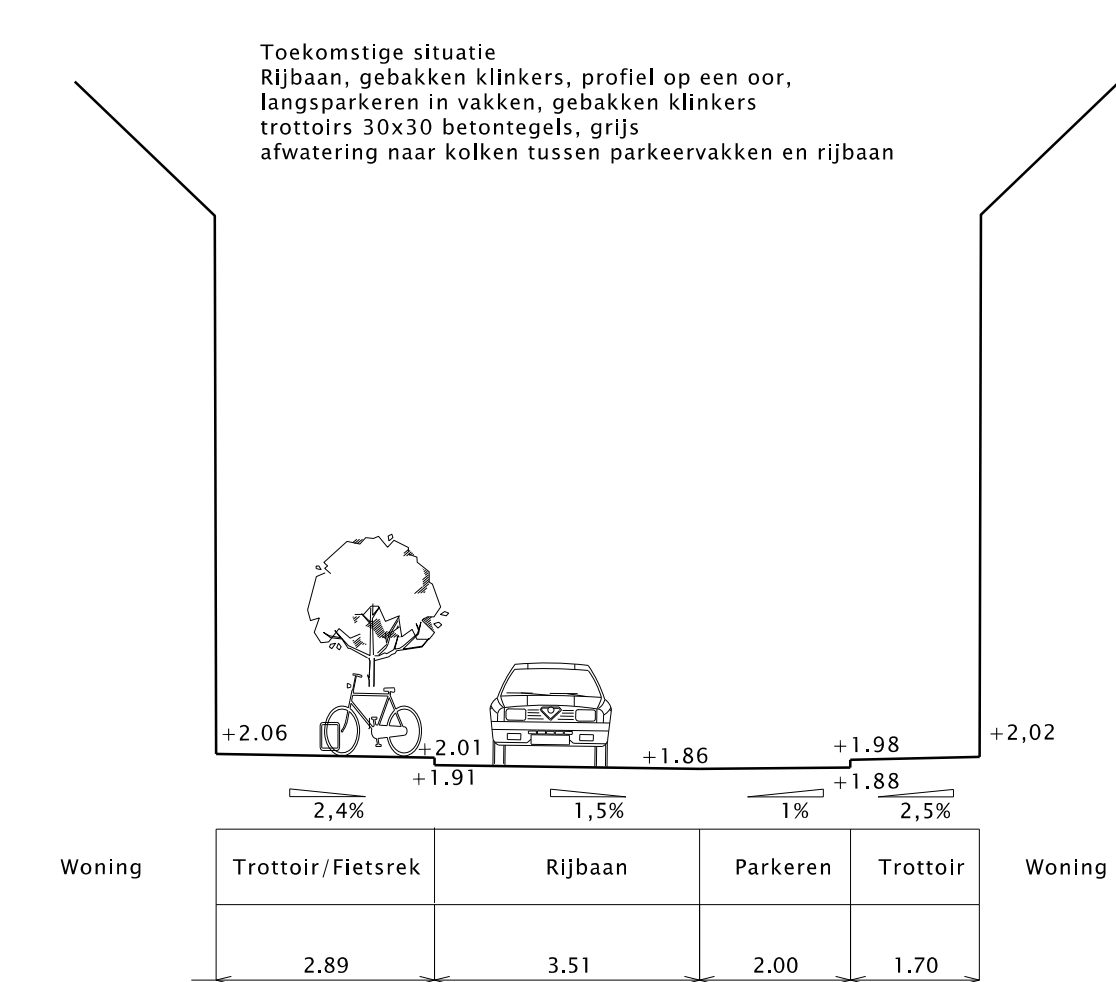 Toekomstige situatie
Rijbaan, gebakken klinkers, profiel op een oor,
langsparkeren in vakken, gebakken klinkers
trottoirs 30x30 betontegels, grijs
afwatering naar kolken tussen parkeervakken en rijbaan
+2.06
+2.01
+1.91
+1.86
+1.98
+1.88
+2,02
2,4%
1,5%
1%
2,5%
Woning
Trottoir/Fietsrek
Rijbaan
Parkeren
Trottoir
Woning
2.89
3.51
2.00
1.70